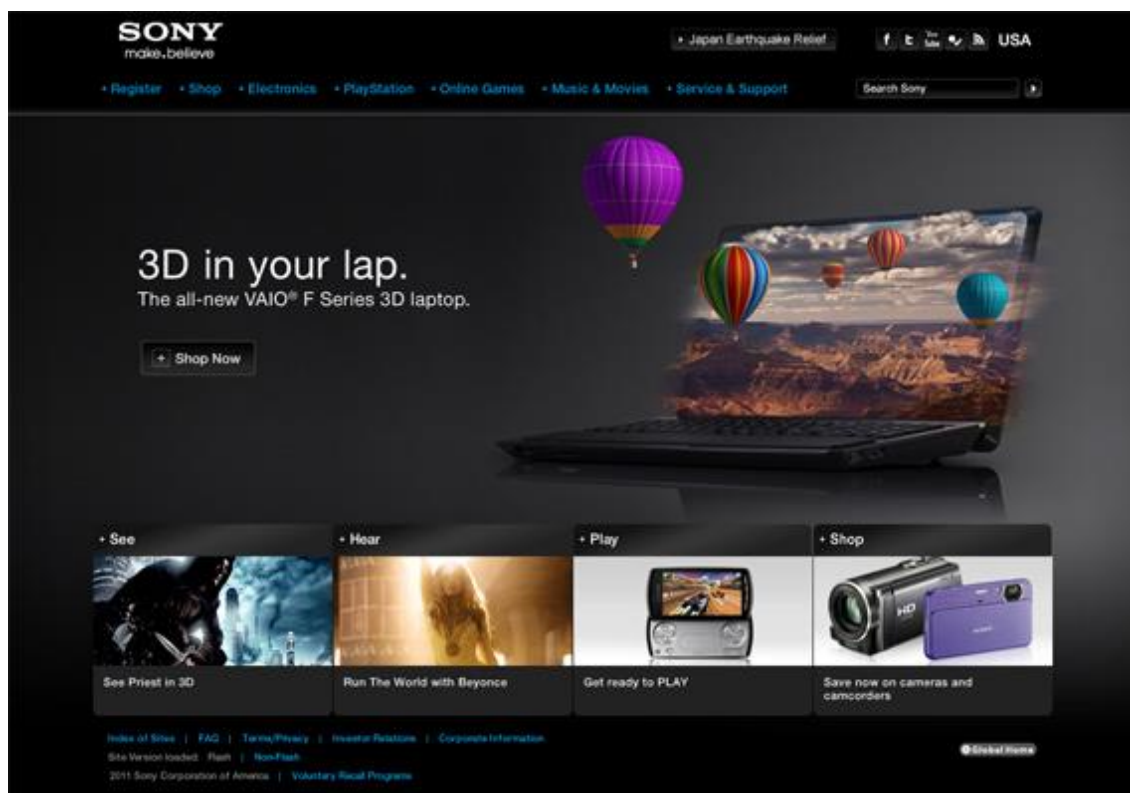 SONY
make.believe
Japan Earthquake Relief
f t You Tube USA
Register Shop Electronics PlayStation Online Games Music & Movies Service & Support
Search Sony
3D in your lap.
The all-new VAIO® F Series 3D laptop.
+ Shop Now
See Hear Play Shop
HD
See Priest in 3D
Run The World with Beyonce
Get ready to PLAY
Save now on cameras and
camcorders
Index of Sites | FAQ | Terms/Privacy | Investor Relations | Corporate Information
Global Home
Site Version loaded: Flash | Non-Flash
2011 Sony Corporation of America | Voluntary Recall Programs